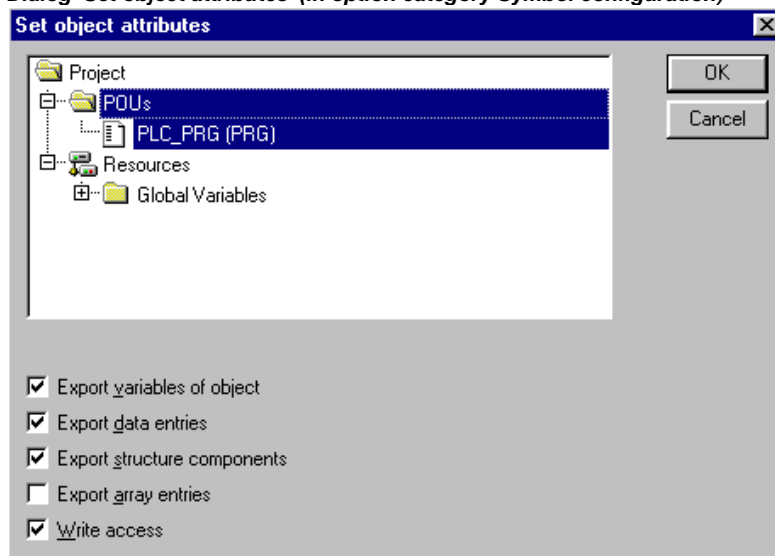 Dialog 'Set object attributes' (in option category Symbol configuration)
Set object attributes
Project
POUs
PLC_PRG (PRG)
Resources
Global Variables
OK
Cancel
Export variables of object
Export data entries
Export structure components
Export array entries
Write access